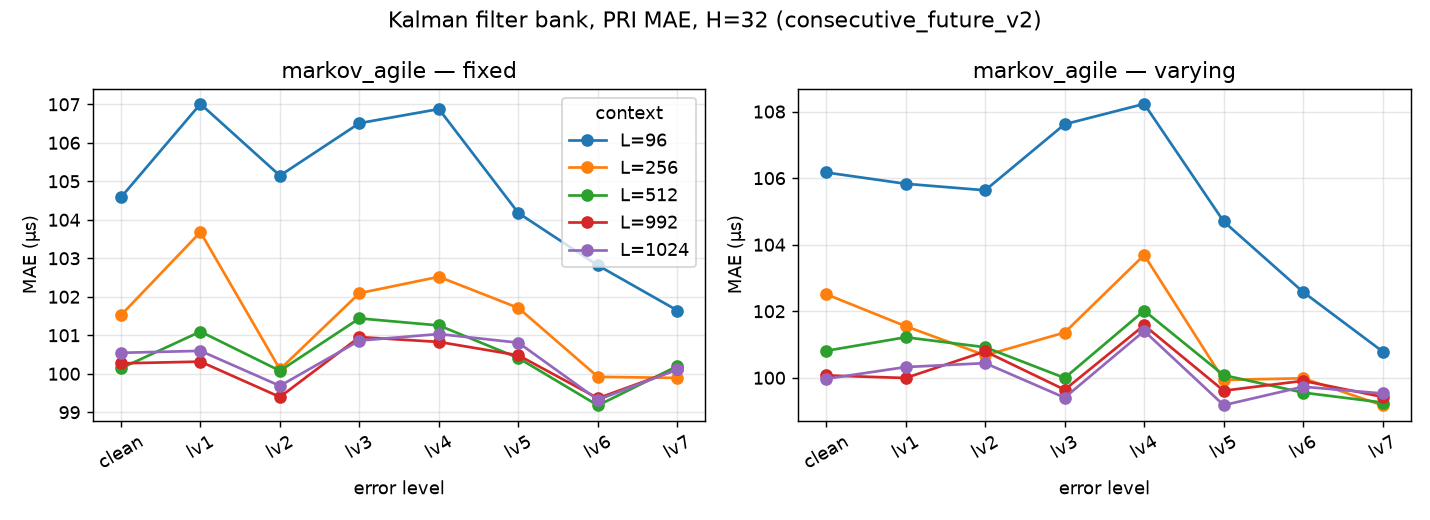 Kalman filter bank, PRI MAE, H=32 (consecutive_future_v2)
markov_agile — fixed
MAE (µs)
107
106
105
104
103
102
101
100
99
context
L=96
L=256
L=512
L=992
L=1024
clean
lv1
lv2
lv3
lv4
lv5
lv6
lv7
error level
markov_agile — varying
MAE (µs)
108
106
104
102
100
clean
lv1
lv2
lv3
lv4
lv5
lv6
lv7
error level